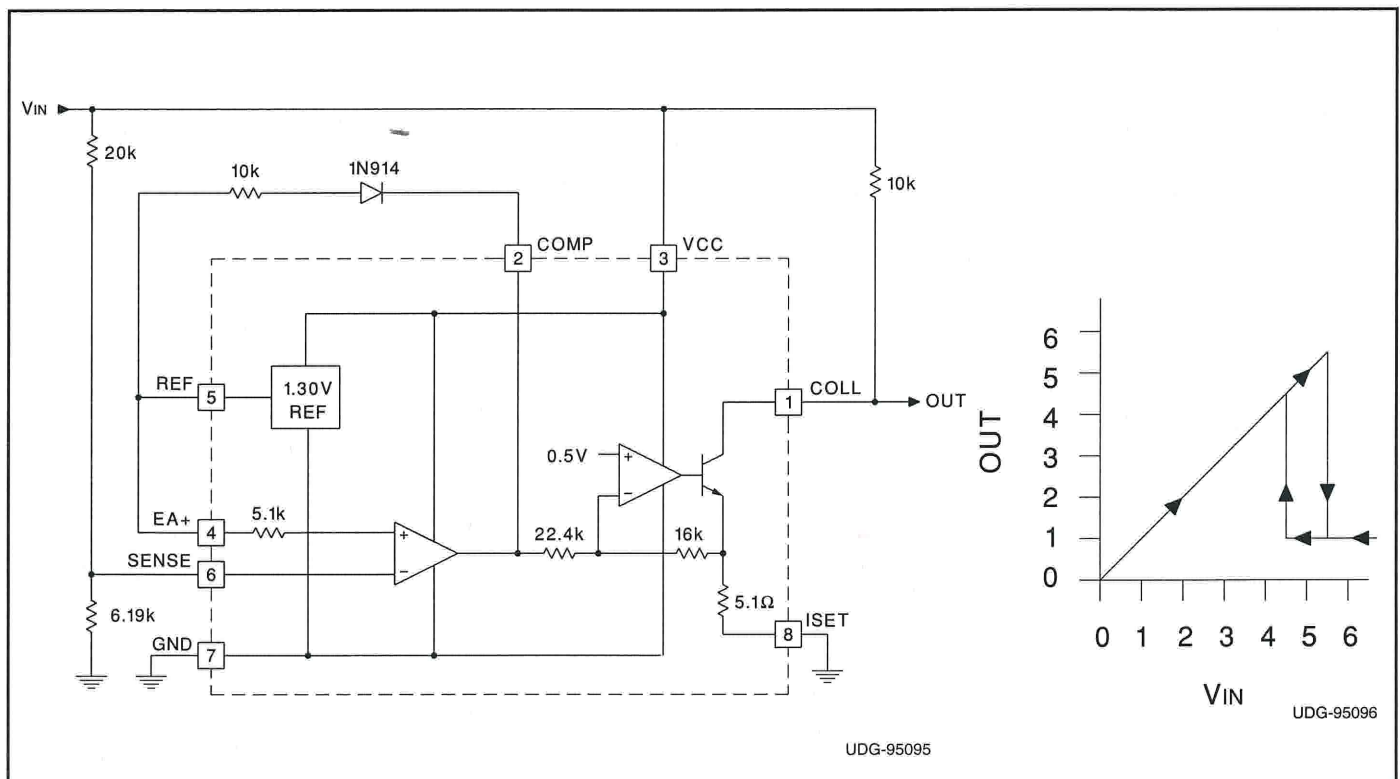 VIN
20k
10k
1N914
10k
2
COMP
3
VCC
REF
5
1.30V
REF
1
COLL
OUT
0.5V
+
−
EA+
4
5.1k
+
−
22.4k
16k
SENSE
6
5.1Ω
6.19k
8
ISET
GND
7
UDG-95095
OUT
6
5
4
3
2
1
0
0 1 2 3 4 5 6
VIN
UDG-95096